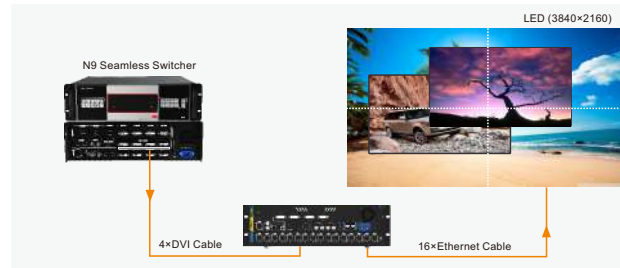 LED (3840×2160)
N9 Seamless Switcher
4×DVI Cable
16×Ethernet Cable